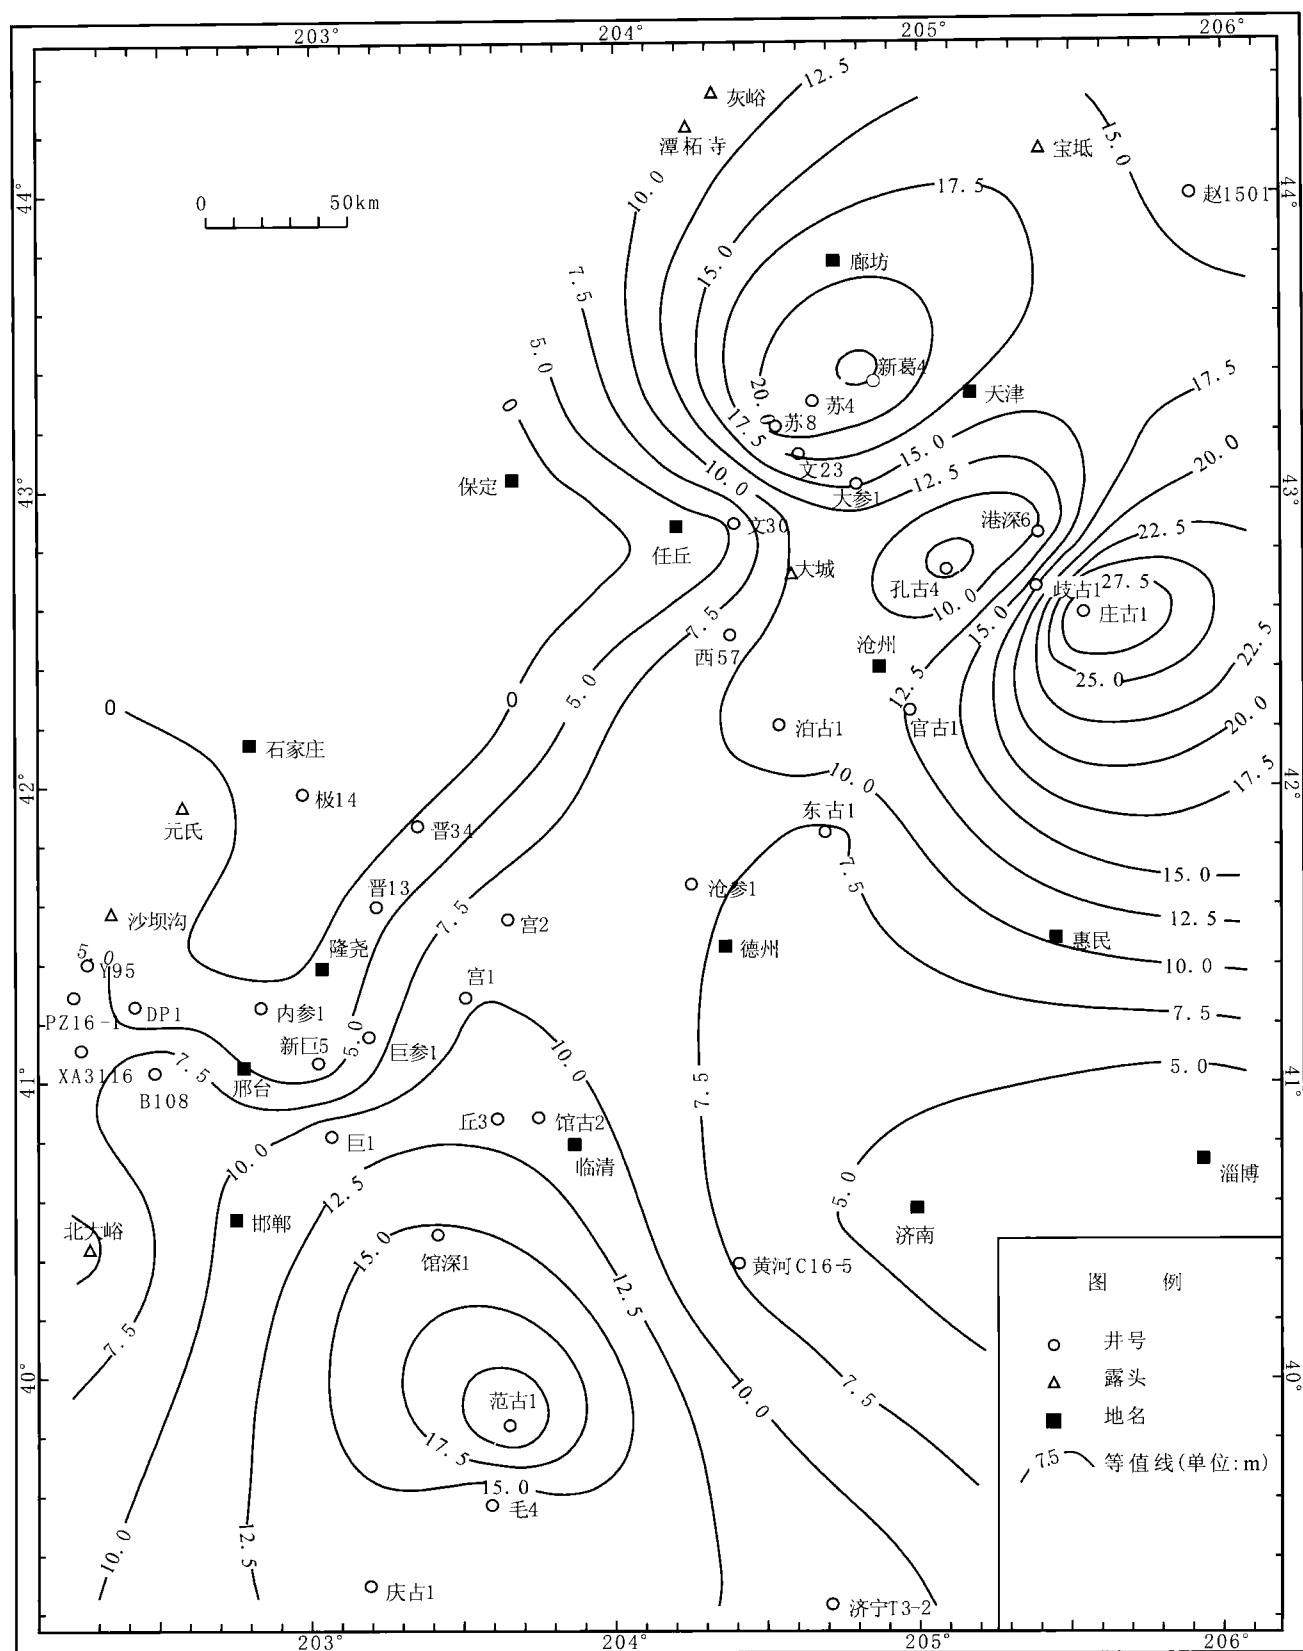 203° 204° 205° 206°
12.5
灰峪
潭柘寺
15.0
宝坻
44° 44°
0 50km
10.0
17.5
赵1501
15.0
廊坊
7.5
5.0
新葛4
17.5
20.0
苏4
天津
0
17.5
苏8
15.0
20.0
文23
10.0
12.5
43° 43°
保定
大参1
港深6
文30
22.5
任丘
大城
孔古4
歧古1
27.5
10.0
庄古1
7.5
15.0
西57
沧州
22.5
5.0
12.5
25.0
0
0
官古1
20.0
泊古1
石家庄
10.0
17.5
42° 42°
极14
元氏
晋34
东古1
7.5
15.0
晋13
沧参1
沙坝沟
7.5
宫2
12.5
隆尧
德州
惠民
5.0
Y95
宫1
10.0
PZ16-1
DP1
内参1
7.5
新巨5
5.0
巨参1
10.0
XA3116
7.5
邢台
5.0
41° 41°
B108
7.5
丘3
馆古2
巨1
10.0
临清
淄博
12.5
5.0
北大峪
邯郸
济南
15.0
馆深1
黄河C16-5
12.5
图 例
7.5
井号
40° 40°
露头
范古1
10.0
7.5
地名
17.5
7.5 等值线(单位:m)
15.0
毛4
10.0
12.5
庆古1
济宁T3-2
203° 204° 205° 206°